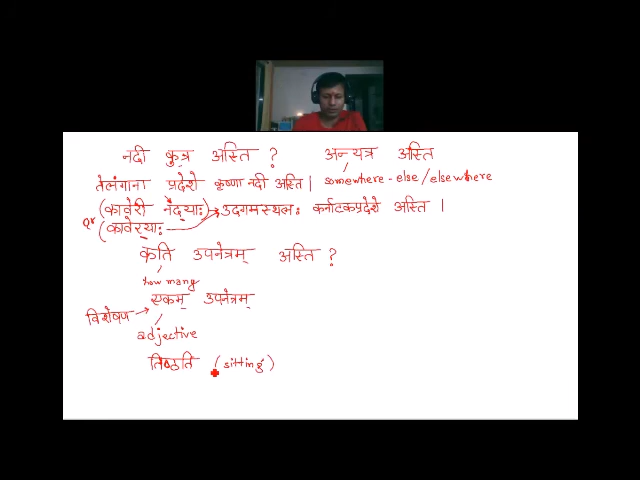 नदी कुत्र अस्ति ? अन्यत्र अस्ति
तेलंगाना प्रदेशे कृष्णा नदी अस्ति | somewhere - else / elsewhere
(कावेरी नद्याः) → उदगमस्थलः कर्नाटकप्रदेशे अस्ति |
or (कावेर्याः
कति उपनेत्रम् अस्ति ?
how many
विशेषण → एकम् उपनेत्रम्
adjective
तिष्ठति (sitting)